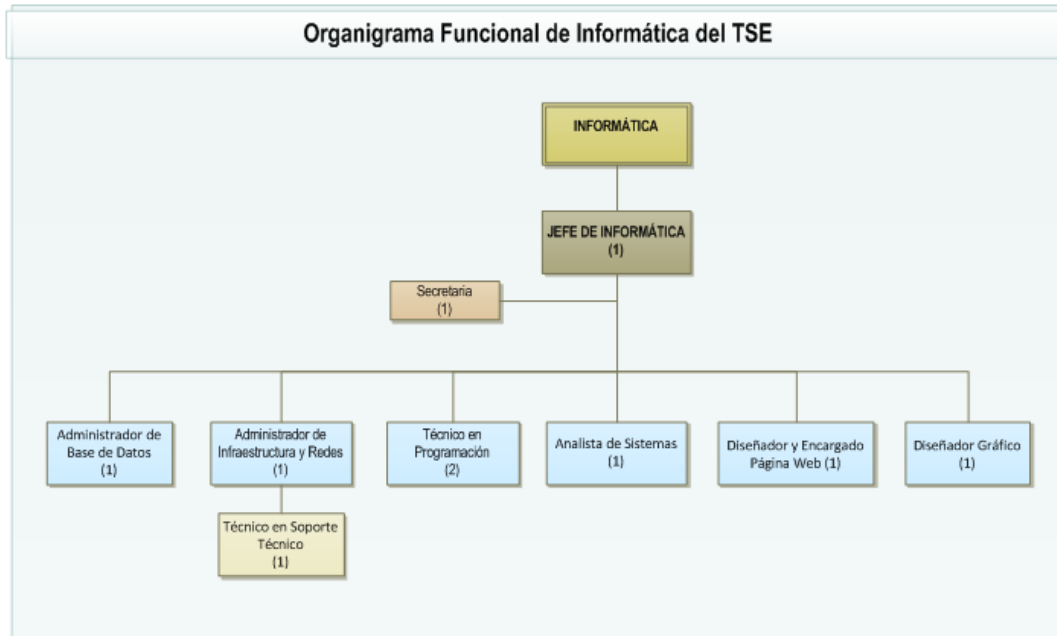 Organigrama Funcional de Informática del TSE
INFORMÁTICA
JEFE DE INFORMÁTICA
(1)
Secretaria
(1)
Administrador de
Base de Datos
(1)
Administrador de
Infraestructura y Redes
(1)
Técnico en
Programación
(2)
Analista de Sistemas
(1)
Diseñador y Encargado
Página Web (1)
Diseñador Gráfico
(1)
Técnico en Soporte
Técnico
(1)